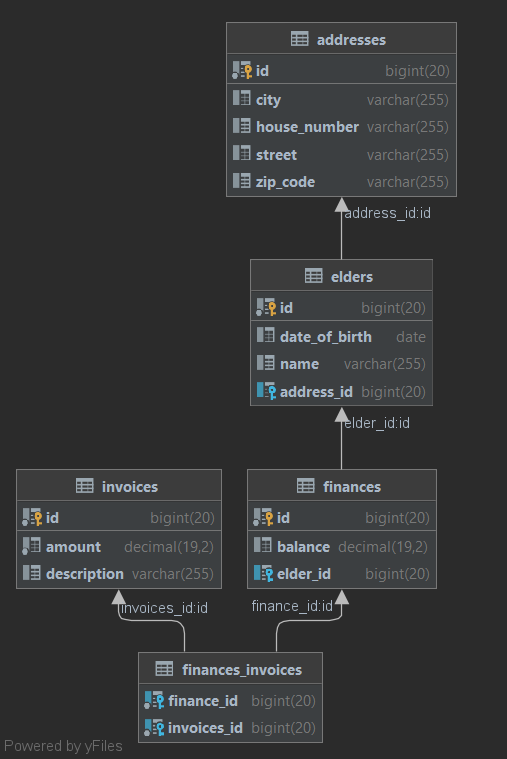 addresses
id bigint(20)
city varchar(255)
house_number varchar(255)
street varchar(255)
zip_code varchar(255)
address_id:id
elders
id bigint(20)
date_of_birth date
name varchar(255)
address_id bigint(20)
elder_id:id
invoices
id bigint(20)
amount decimal(19,2)
description varchar(255)
finances
id bigint(20)
balance decimal(19,2)
elder_id bigint(20)
invoices_id:id
finance_id:id
finances_invoices
finance_id bigint(20)
invoices_id bigint(20)
Powered by yFiles